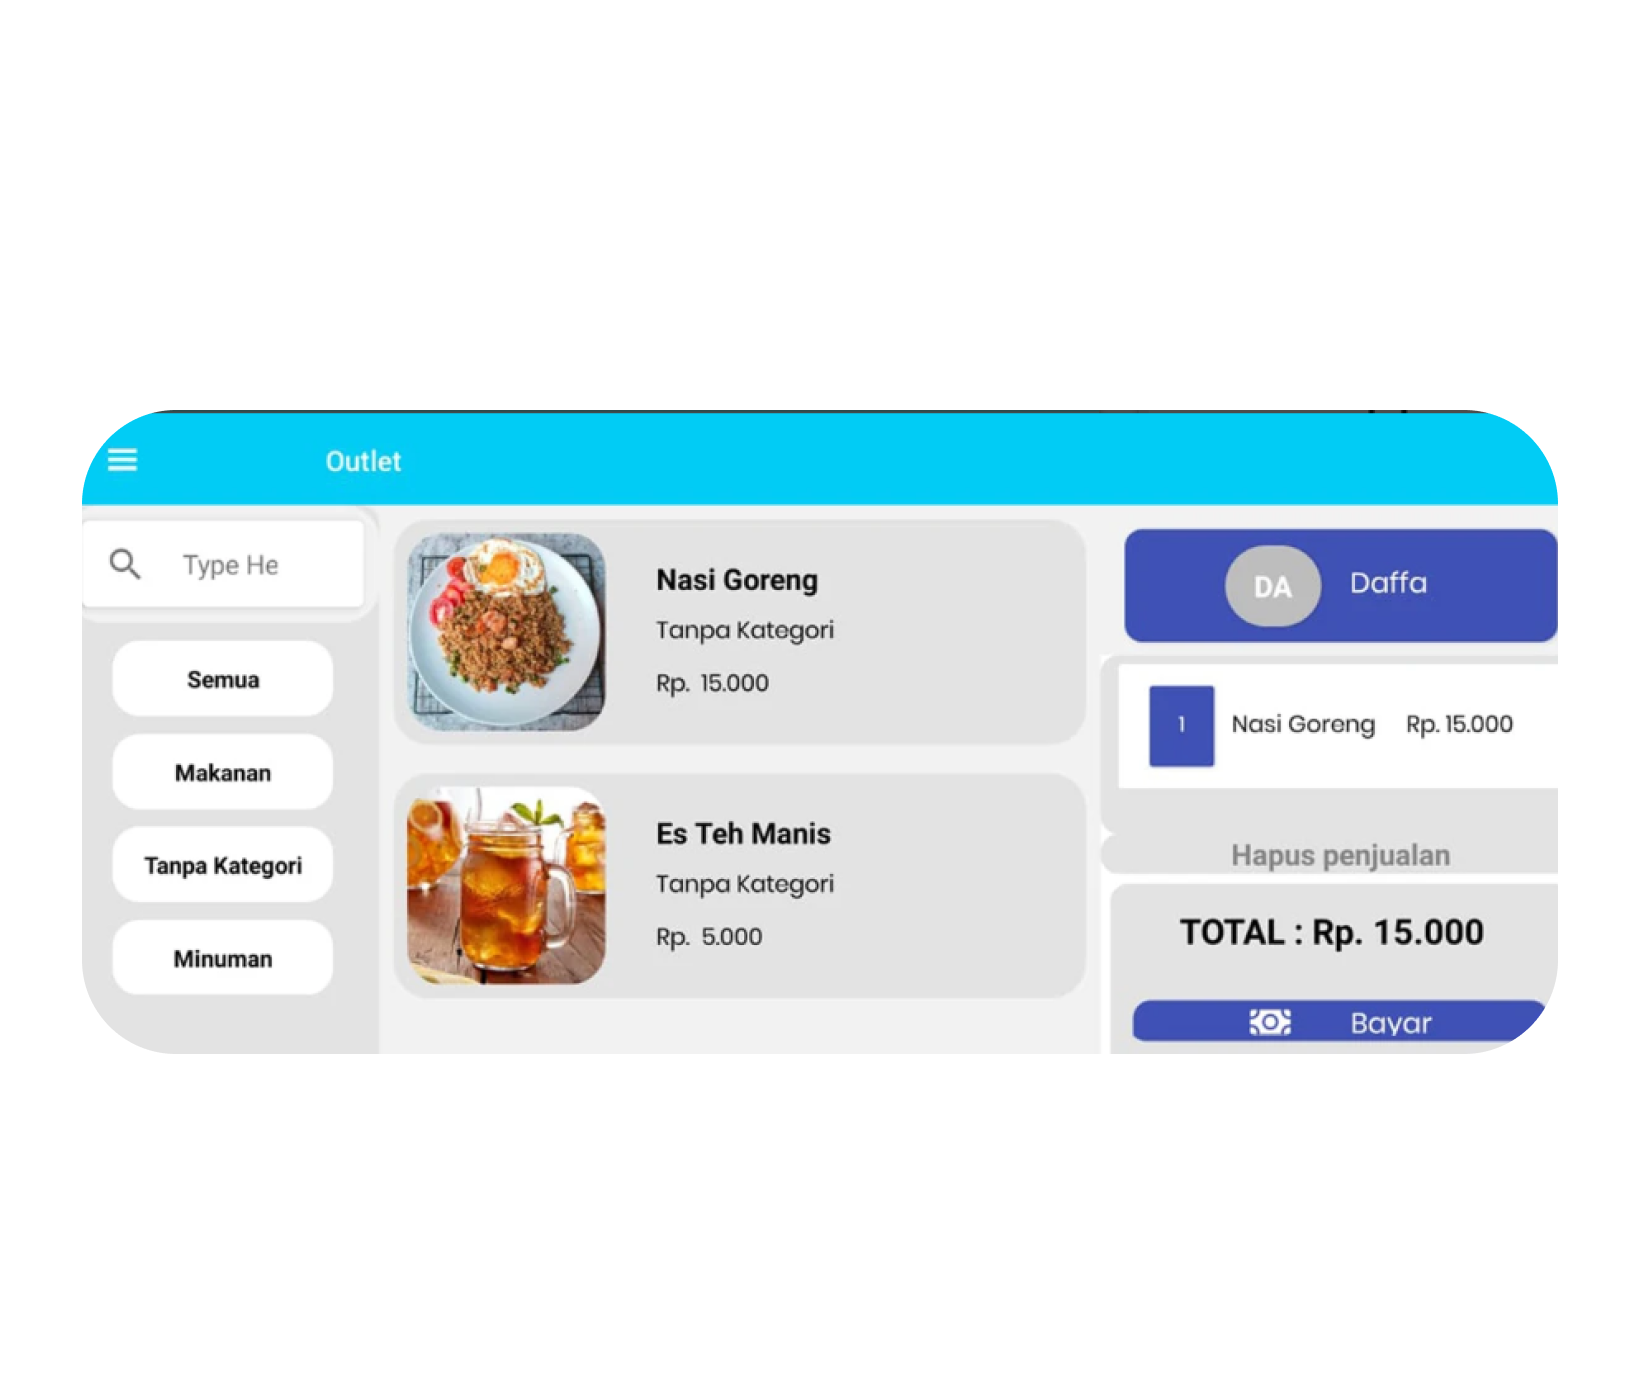 Outlet
Type He
Semua
Makanan
Tanpa Kategori
Minuman
Nasi Goreng
Tanpa Kategori
Rp. 15.000
Es Teh Manis
Tanpa Kategori
Rp. 5.000
DA Daffa
1 Nasi Goreng Rp. 15.000
Hapus penjualan
TOTAL : Rp. 15.000
Bayar